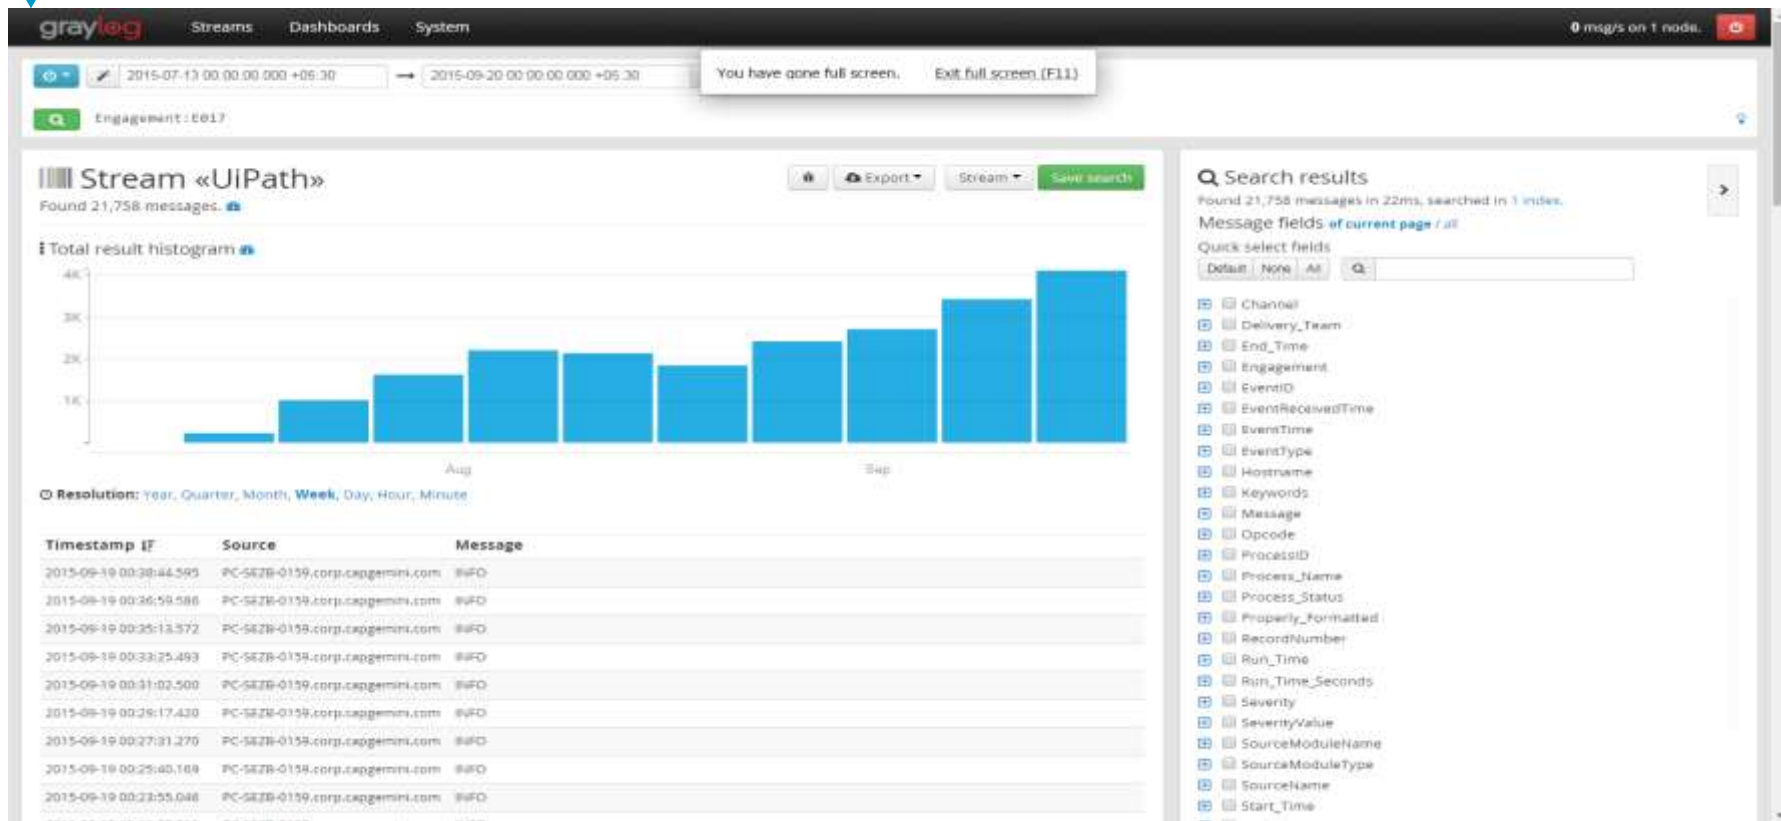 graylog Streams Dashboards System 0 msg/s on 1 node.
2015-07-13 00:00:00.000 +05:30 → 2015-09-20 00:00:00.000 +05:30
You have gone full screen. Exit full screen (F11)
Engagement:E017
Stream «UiPath»
Export Stream Save search
Found 21,758 messages.
Total result histogram
4K
3K
2K
1K
Aug Sep
Resolution: Year, Quarter, Month, Week, Day, Hour, Minute
Timestamp Source Message
2015-09-19 00:38:44.595 PC-SEZB-0159.corp.capgemini.com INFO
2015-09-19 00:36:59.586 PC-SEZB-0159.corp.capgemini.com INFO
2015-09-19 00:35:13.572 PC-SEZB-0159.corp.capgemini.com INFO
2015-09-19 00:33:25.493 PC-SEZB-0159.corp.capgemini.com INFO
2015-09-19 00:31:02.500 PC-SEZB-0159.corp.capgemini.com INFO
2015-09-19 00:29:17.420 PC-SEZB-0159.corp.capgemini.com INFO
2015-09-19 00:27:31.270 PC-SEZB-0159.corp.capgemini.com INFO
2015-09-19 00:25:40.169 PC-SEZB-0159.corp.capgemini.com INFO
2015-09-19 00:23:55.046 PC-SEZB-0159.corp.capgemini.com INFO
Search results
Found 21,758 messages in 22ms, searched in 1 index.
Message fields of current page / all
Quick select fields
Default None All
Channel
Delivery_Team
End_Time
Engagement
EventID
EventReceivedTime
EventTime
EventType
Hostname
Keywords
Message
Opcode
ProcessID
Process_Name
Process_Status
Properly_Formatted
RecordNumber
Run_Time
Run_Time_Seconds
Severity
SeverityValue
SourceModuleName
SourceModuleType
SourceName
Start_Time